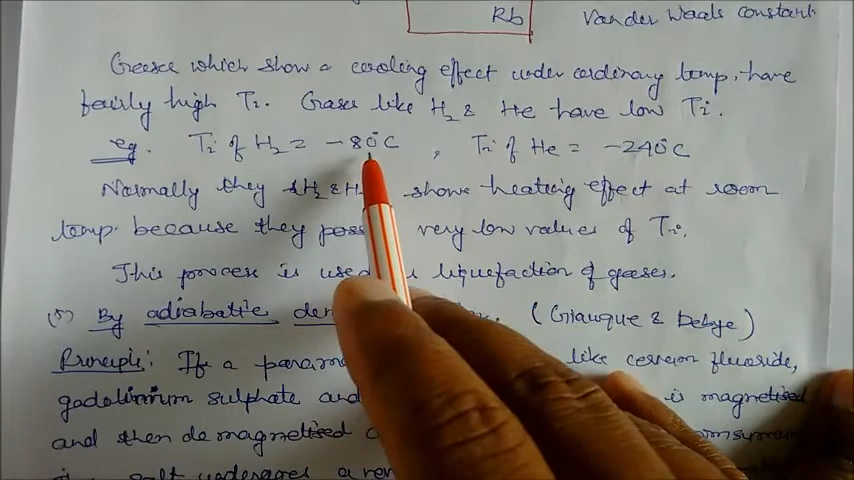 Rb
Vander Waals constant
Gases which show a cooling effect under ordinary temp. have
fairly high Ti. Gases like H2 & He have low Ti.
eg. Ti of H2 = -80°C , Ti of He = -240°C
Normally they H2 & shows heating effect at room
temp. because they very low values of Ti.
This process is used liquefaction of gases.
(5) By adiabatic (Giauque & Debye)
Principle: If a like cerium fluoride,
gadolinium sulphate is magnetised
and then demagnetised
salt undergoes a